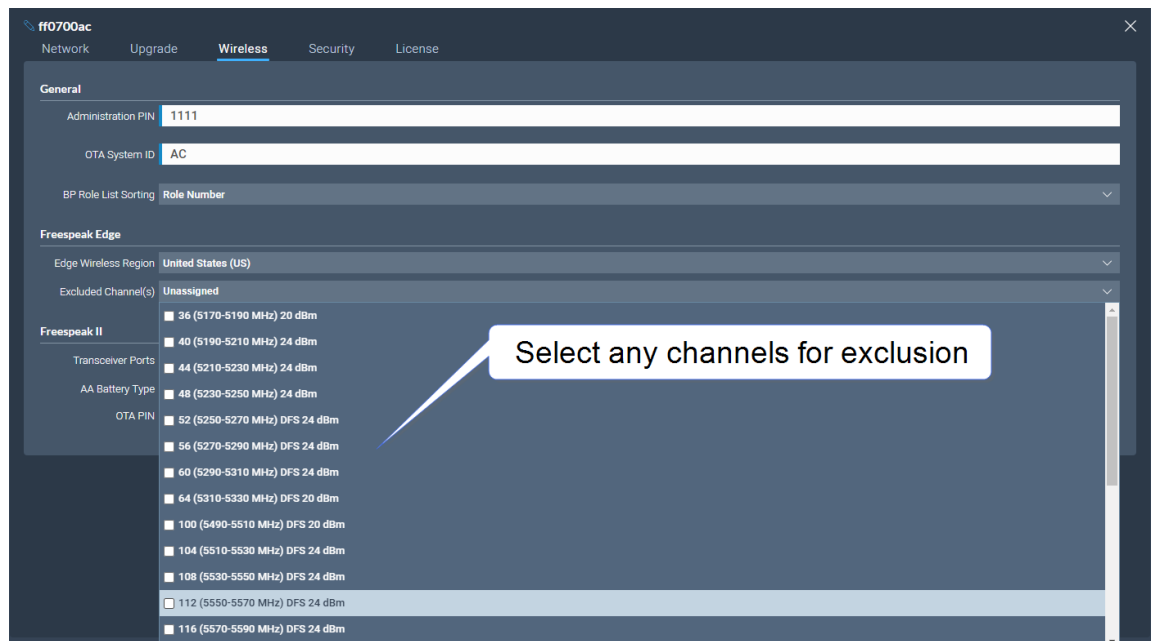 ff0700ac
Network Upgrade Wireless Security License
General
Administration PIN 1111
OTA System ID AC
BP Role List Sorting Role Number
Freespeak Edge
Edge Wireless Region United States (US)
Excluded Channel(s) Unassigned
36 (5170-5190 MHz) 20 dBm
Freespeak II
40 (5190-5210 MHz) 24 dBm
Select any channels for exclusion
Transceiver Ports
44 (5210-5230 MHz) 24 dBm
AA Battery Type
48 (5230-5250 MHz) 24 dBm
OTA PIN
52 (5250-5270 MHz) DFS 24 dBm
56 (5270-5290 MHz) DFS 24 dBm
60 (5290-5310 MHz) DFS 24 dBm
64 (5310-5330 MHz) DFS 20 dBm
100 (5490-5510 MHz) DFS 20 dBm
104 (5510-5530 MHz) DFS 24 dBm
108 (5530-5550 MHz) DFS 24 dBm
112 (5550-5570 MHz) DFS 24 dBm
116 (5570-5590 MHz) DFS 24 dBm